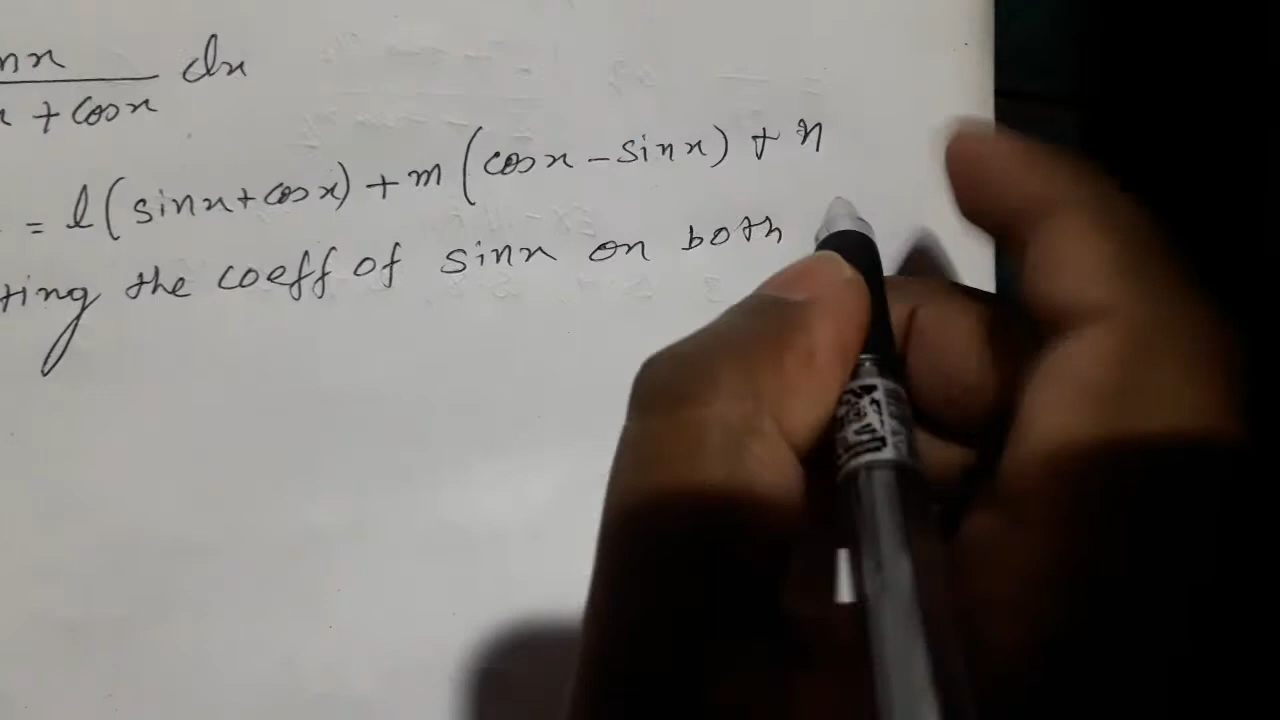 nx dx
x + cosx
= l(sinx+cosx)+m(cosx-sinx)+n
ting the coeff of sinx on both